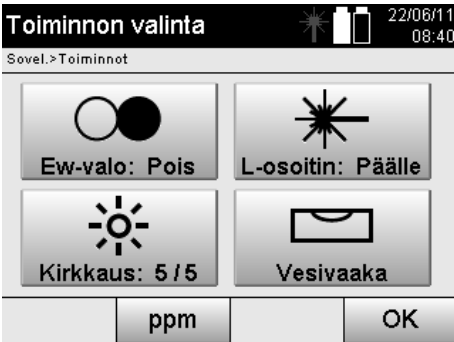 Toiminnon valinta
22/06/11
08:40
Sovel.>Toiminnot
Ew-valo: Pois
L-osoitin: Päälle
Kirkkaus: 5/5
Vesivaaka
ppm
OK